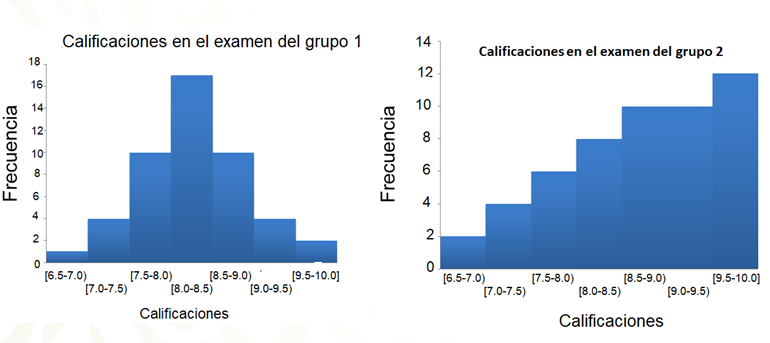 Calificaciones en el examen del grupo 1
Frecuencia
18
16
14
12
10
8
6
4
2
0
[6.5-7.0) [7.5-8.0) [8.5-9.0) [9.5-10.0]
[7.0-7.5) [8.0-8.5) [9.0-9.5)
Calificaciones
Calificaciones en el examen del grupo 2
Frecuencia
14
12
10
8
6
4
2
0
[6.5-7.0) [7.5-8.0) [8.5-9.0) [9.5-10.0]
[7.0-7.5) [8.0-8.5) [9.0-9.5)
Calificaciones